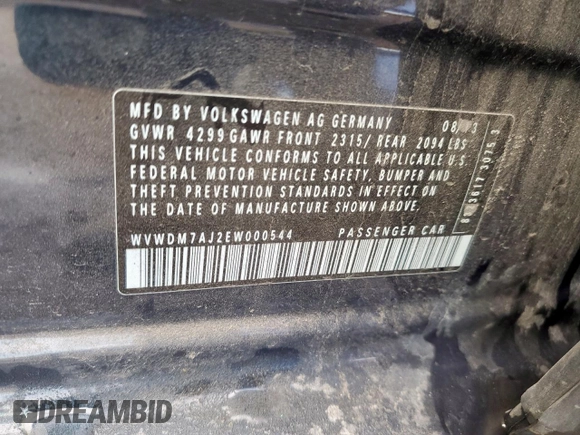 MFD BY VOLKSWAGEN AG GERMANY 08/13
GVWR 4299 GAWR FRONT 2315/ REAR 2094 LBS
THIS VEHICLE CONFORMS TO ALL APPLICABLE U.S.
FEDERAL MOTOR VEHICLE SAFETY, BUMPER AND
THEFT PREVENTION STANDARDS IN EFFECT ON
THE DATE OF MANUFACTURE SHOWN ABOVE.
WVWDM7AJ2EW000544 PASSENGER CAR
DREAMBID